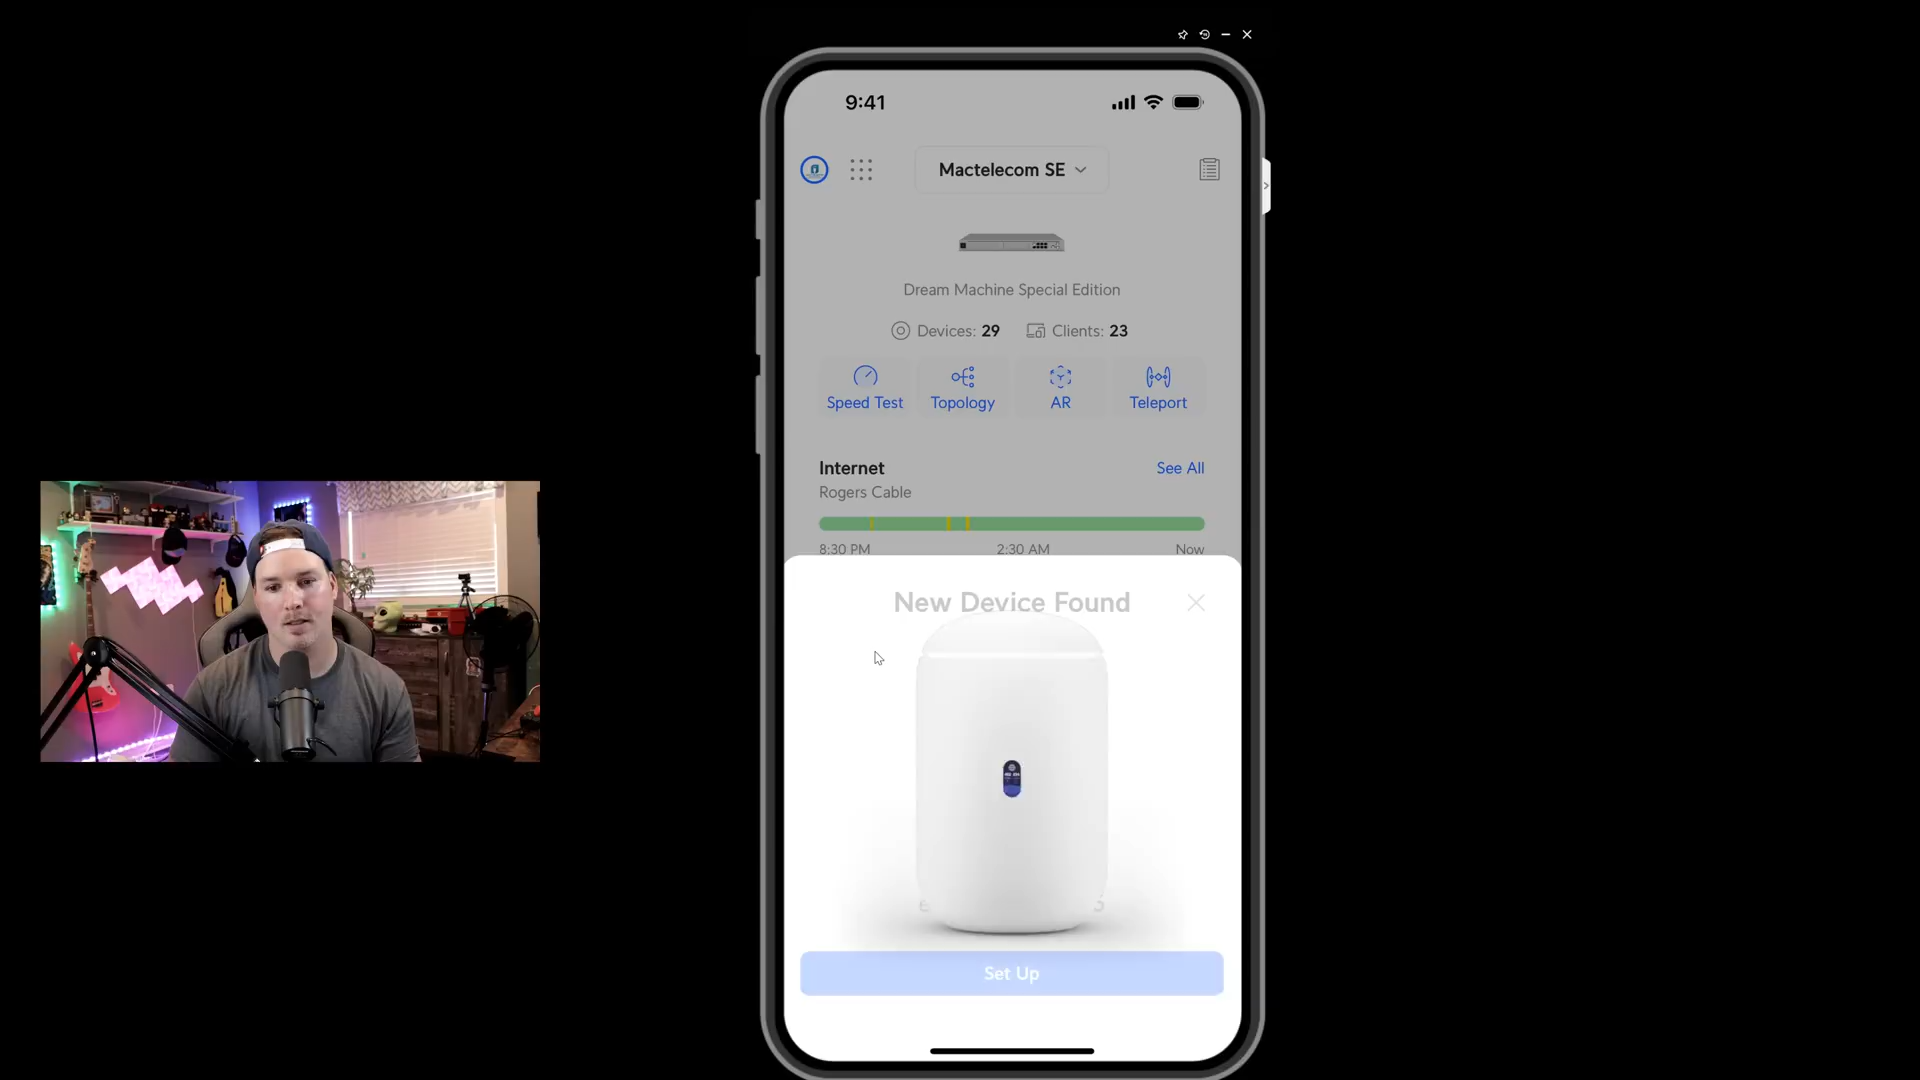 9:41
Mactelecom SE
Dream Machine Special Edition
Devices: 29 Clients: 23
Speed Test Topology AR Teleport
Internet See All
Rogers Cable
8:30 PM 2:30 AM Now
New Device Found
Set Up